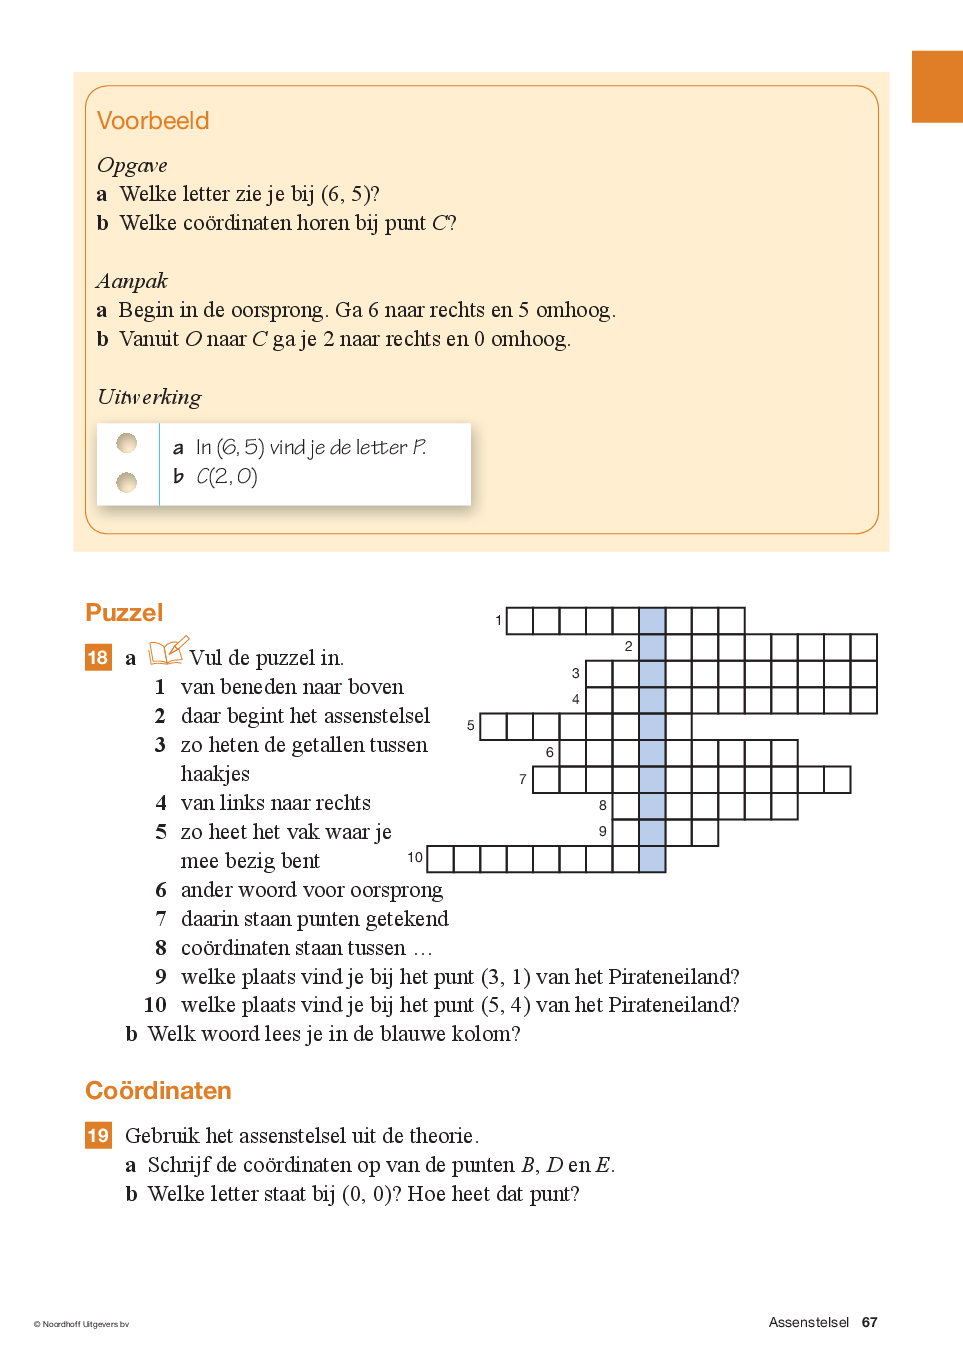 Voorbeeld
Opgave
a Welke letter zie je bij (6, 5)?
b Welke coördinaten horen bij punt C?
Aanpak
a Begin in de oorsprong. Ga 6 naar rechts en 5 omhoog.
b Vanuit O naar C ga je 2 naar rechts en 0 omhoog.
Uitwerking
a In (6, 5) vind je de letter P.
b C(2, 0)
Puzzel
18 a Vul de puzzel in.
1 van beneden naar boven
2 daar begint het assenstelsel
3 zo heten de getallen tussen
haakjes
4 van links naar rechts
5 zo heet het vak waar je
mee bezig bent
6 ander woord voor oorsprong
7 daarin staan punten getekend
8 coördinaten staan tussen …
9 welke plaats vind je bij het punt (3, 1) van het Pirateneiland?
10 welke plaats vind je bij het punt (5, 4) van het Pirateneiland?
b Welk woord lees je in de blauwe kolom?
1
2
3
4
5
6
7
8
9
10
Coördinaten
19 Gebruik het assenstelsel uit de theorie.
a Schrijf de coördinaten op van de punten B, D en E.
b Welke letter staat bij (0, 0)? Hoe heet dat punt?
© Noordhoff Uitgevers bv
Assenstelsel 67